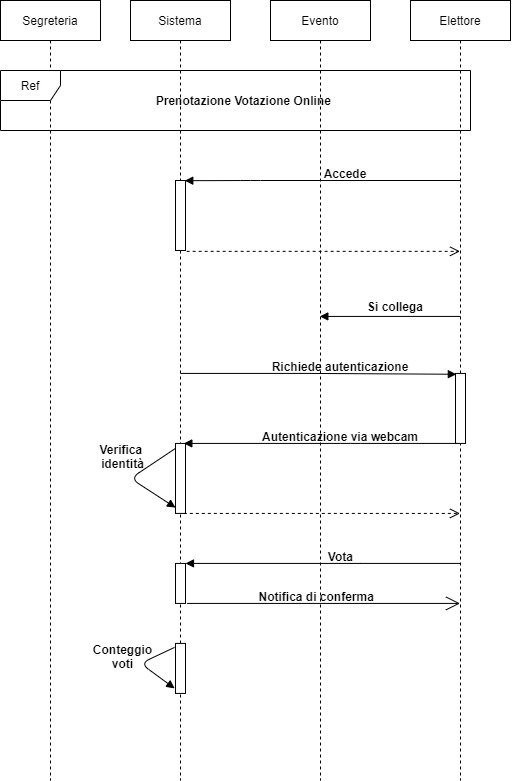 Segreteria
Sistema
Evento
Elettore
Ref
Prenotazione Votazione Online
Accede
Si collega
Richiede autenticazione
Autenticazione via webcam
Verifica
identità
Vota
Notifica di conferma
Conteggio
voti